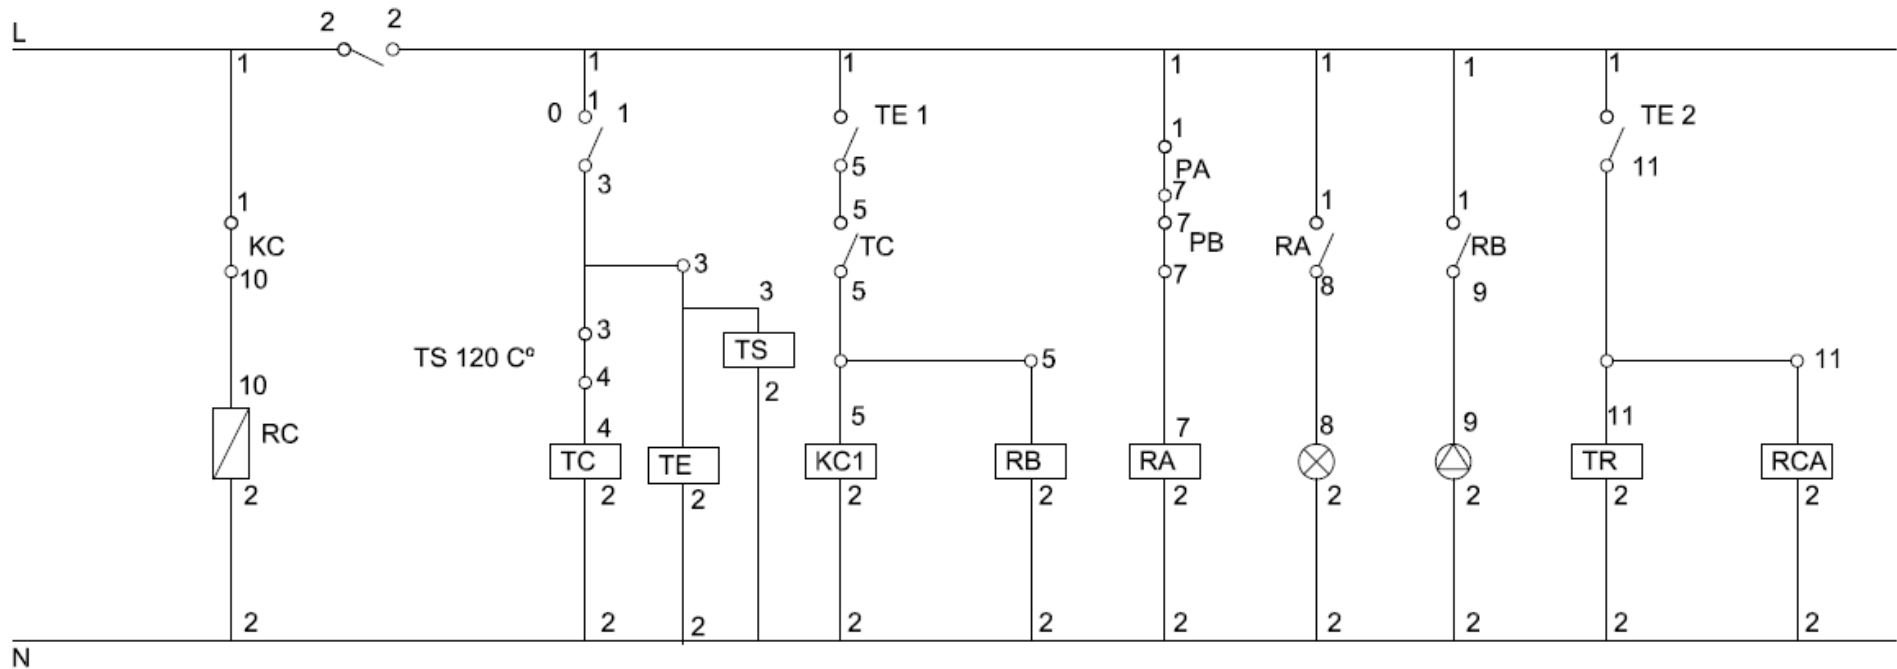 2 2
L
1 1 1 1 1 1 1
0 1 1 TE 1 TE 2
1
5 PA 11
3 7
1 5 7 1 1
KC TC PB RA RB
3
10 5 7 8 9
3
3
TS 120 Cº TS
5 11
4 2
10 4 5 7 8 9 11
RC
TC TE KC1 RB RA TR RCA
2 2 2 2 2 2 2 2 2 2
2 2 2 2 2 2 2 2 2 2
N